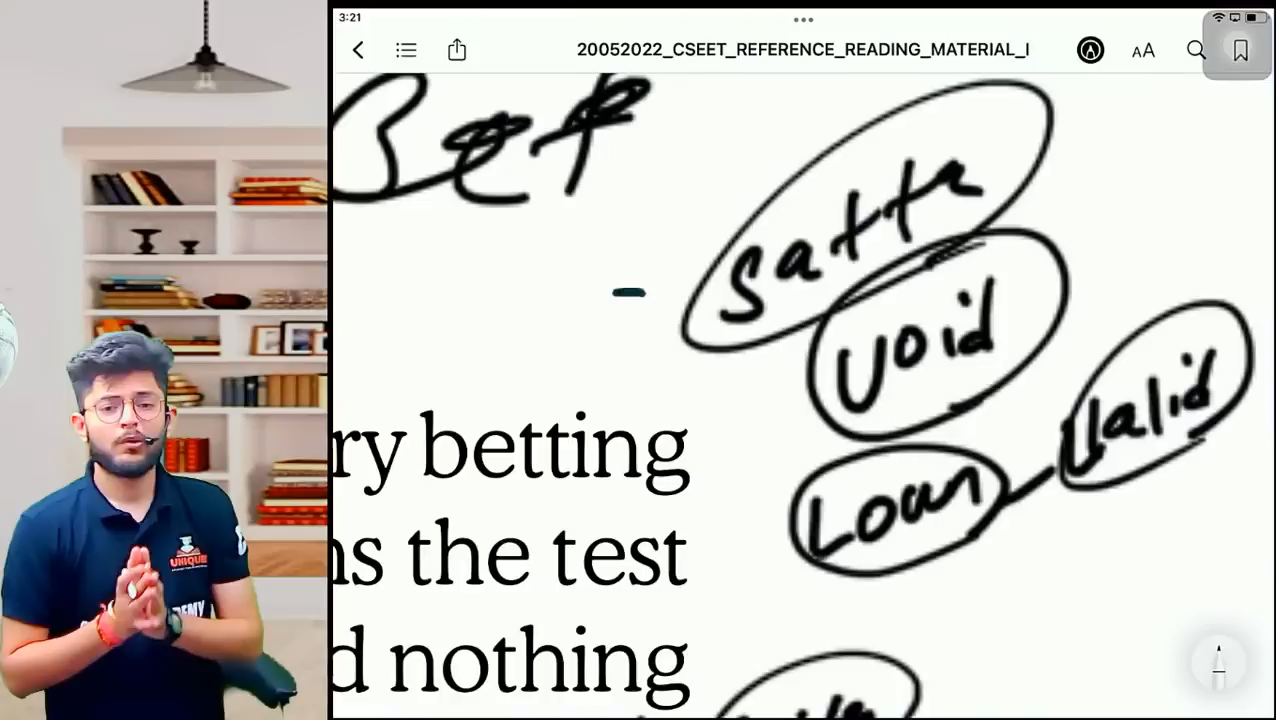 3:21
20052022_CSEET_REFERENCE_READING_MATERIAL_I
AA
Bet
Satta
Void
Valid
Loan
ry betting
ns the test
d nothing
UNIQUE